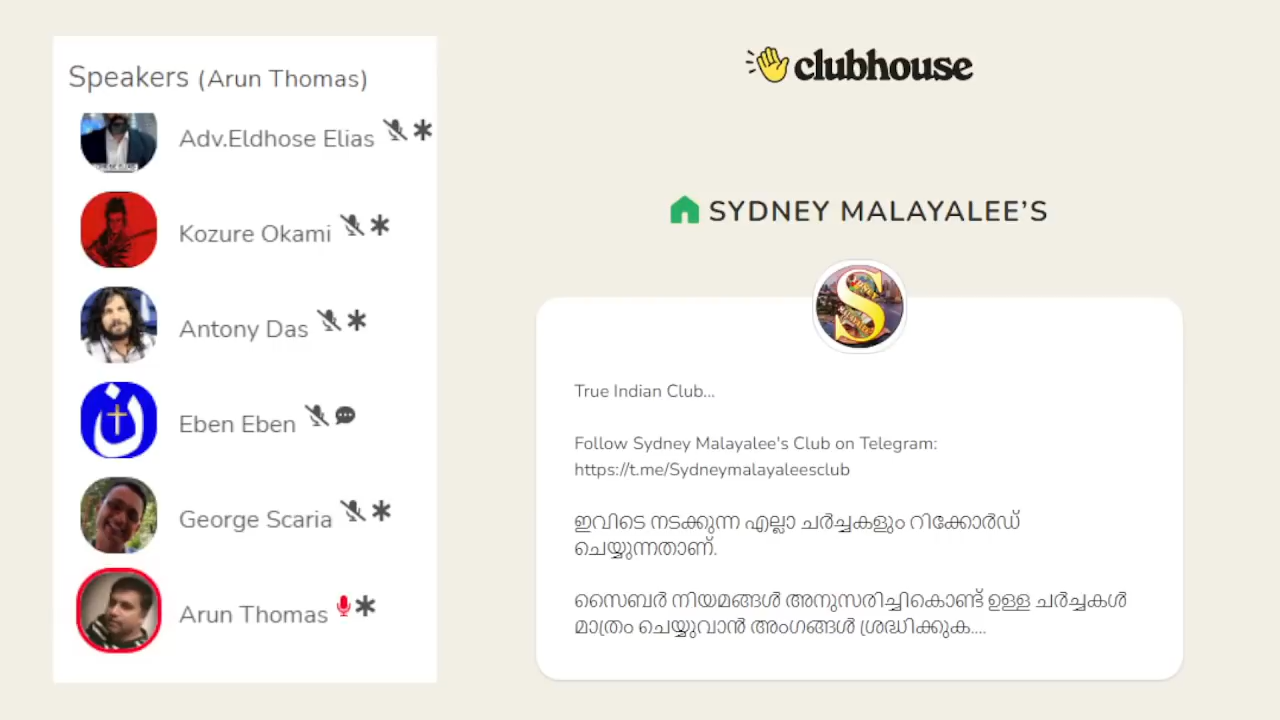 Speakers (Arun Thomas)
Adv.Eldhose Elias
Kozure Okami
Antony Das
Eben Eben
George Scaria
Arun Thomas
clubhouse
SYDNEY MALAYALEE’S
S
True Indian Club...
Follow Sydney Malayalee's Club on Telegram:
https://t.me/Sydneymalayaleesclub
ഇവിടെ നടക്കുന്ന എല്ലാ ചർച്ചകളും റിക്കോർഡ്
ചെയ്യുന്നതാണ്.
സൈബർ നിയമങ്ങൾ അനുസരിച്ചികൊണ്ട് ഉള്ള ചർച്ചകൾ
മാത്രം ചെയ്യുവാൻ അംഗങ്ങൾ ശ്രദ്ധിക്കുക....